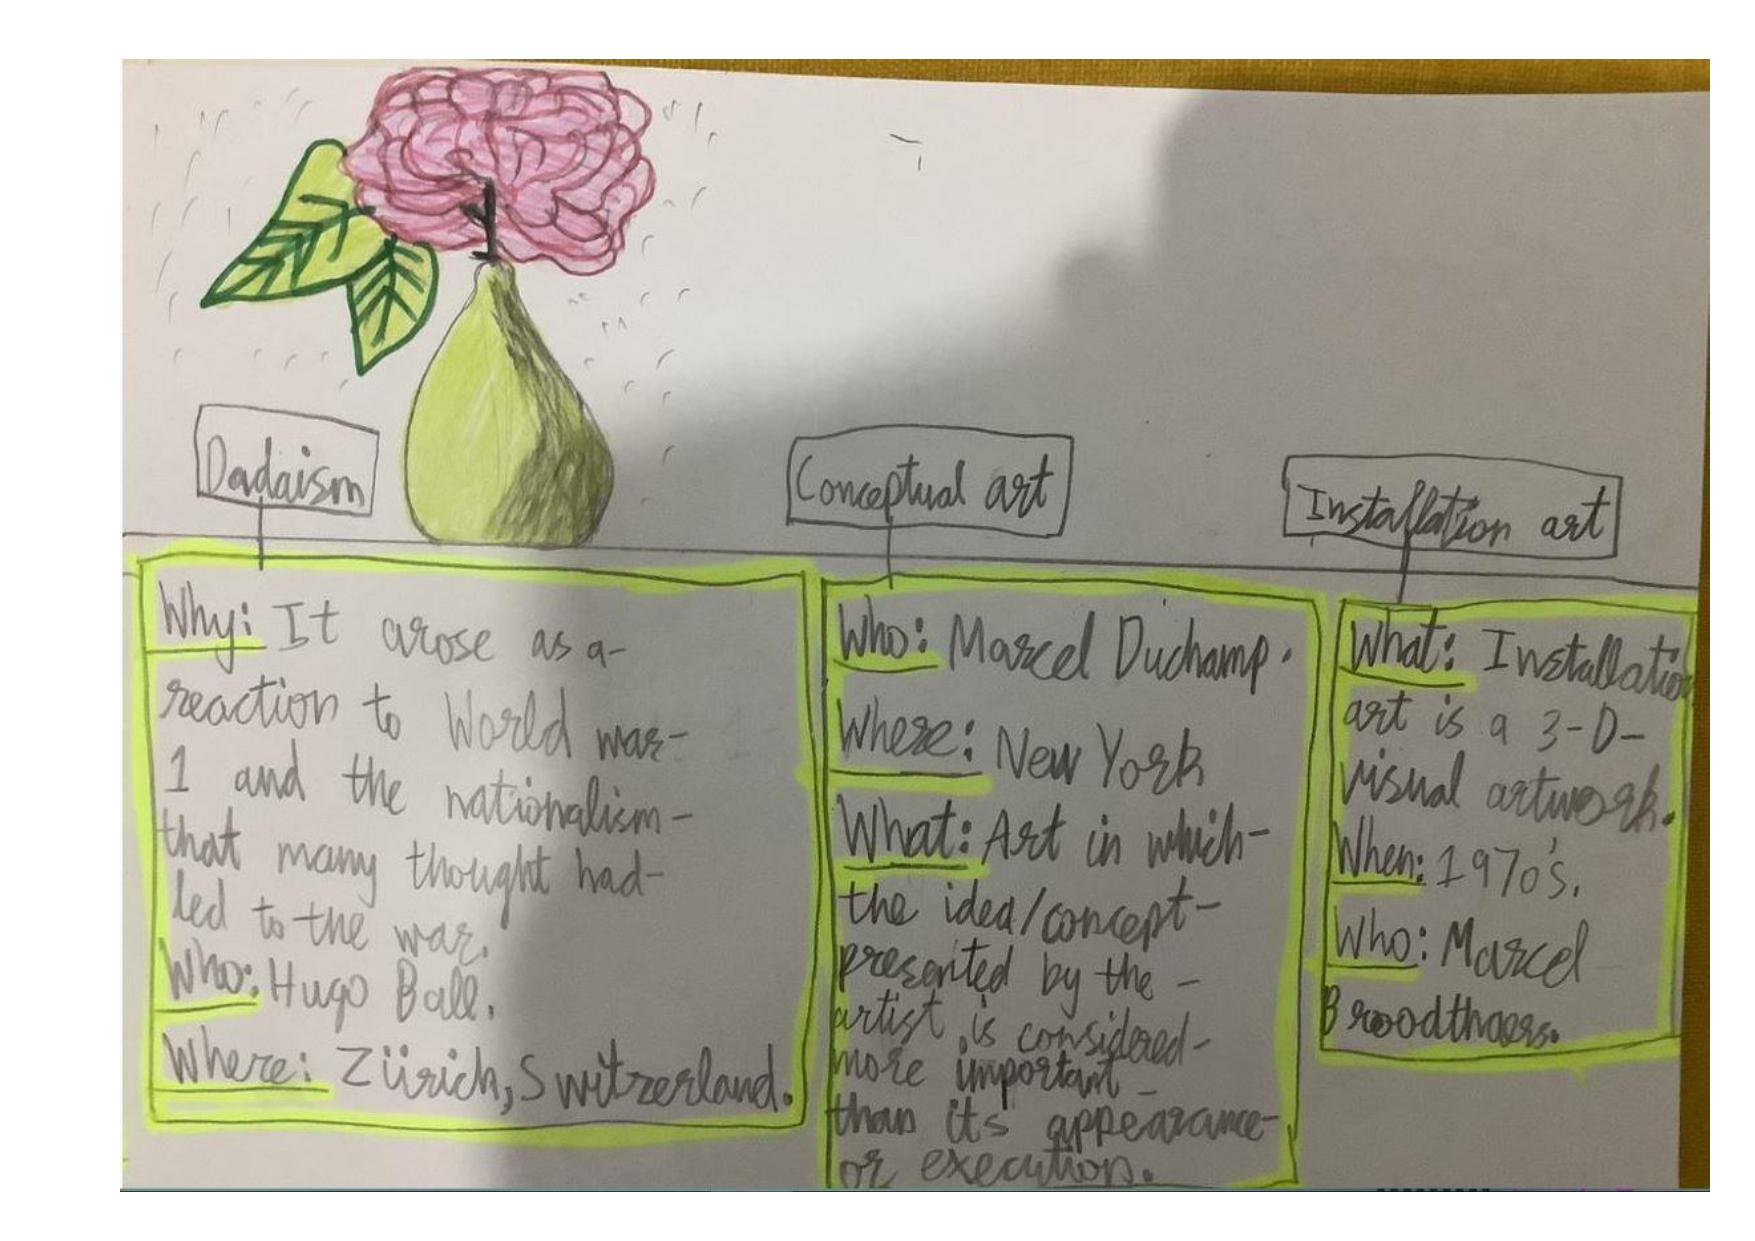 Dadaism
Why: It arose as a-
reaction to World war-
1 and the nationalism-
that many thought had-
led to the war.
Who: Hugo Ball.
Where: Zürich, Switzerland.
Conceptual art
Who: Marcel Duchamp.
Where: New York
What: Art in which-
the idea/concept-
presented by the -
artist, is considered-
more important -
than its appearance-
or execution.
Installation art
What: Installation
art is a 3-D-
visual artwork.
When: 1970's.
Who: Marcel
Broodthaers.